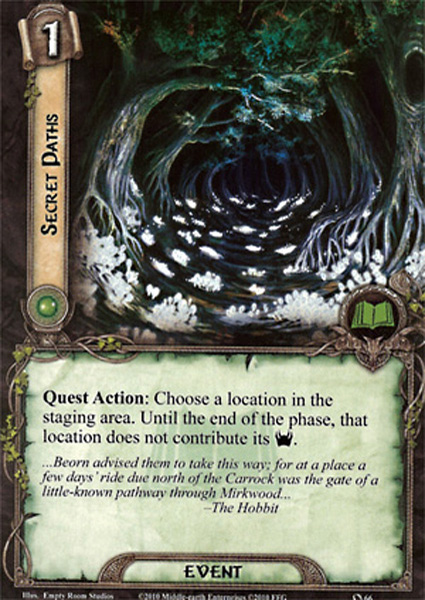 1
SECRET PATHS
Quest Action: Choose a location in the
staging area. Until the end of the phase, that
location does not contribute its .
...Beorn advised them to take this way; for at a place a
few days' ride due north of the Carrock was the gate of a
little-known pathway through Mirkwood...
–The Hobbit
EVENT
Illus. Empty Room Studios ©2010 Middle-earth Enterprises ©2010 FFG 66